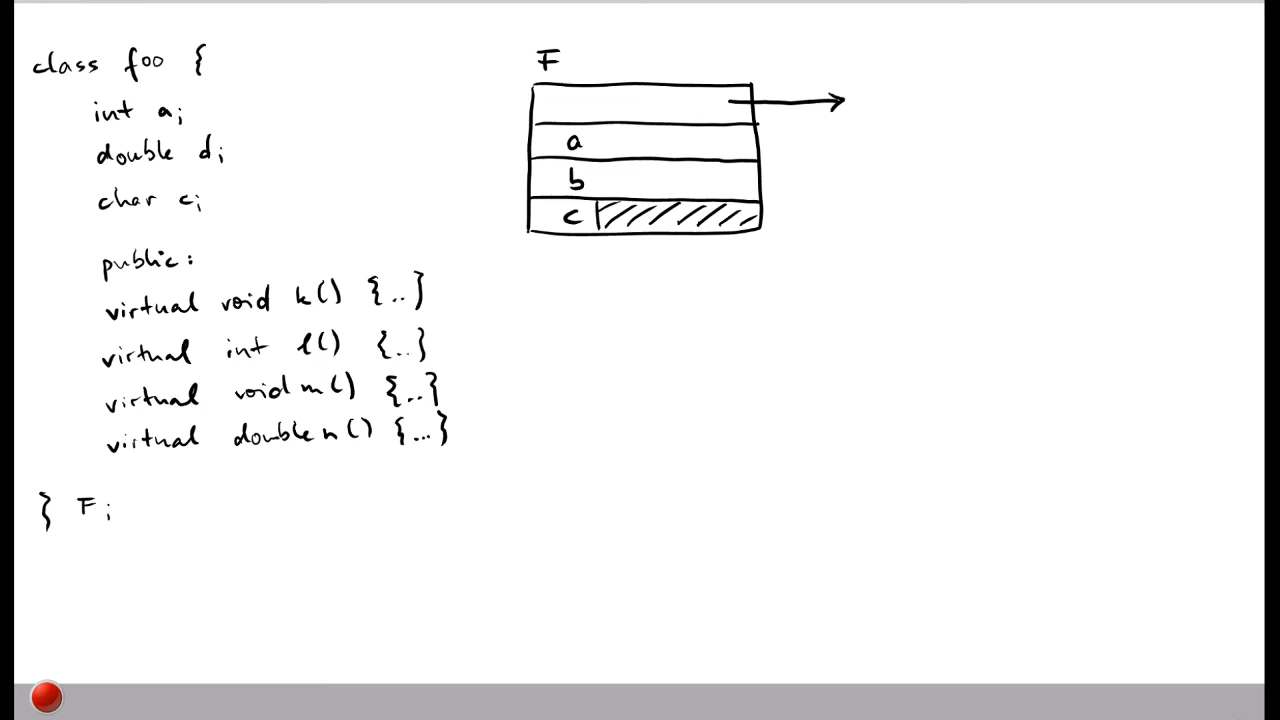 class foo {
int a;
double d;
char c;
public:
virtual void k() {..}
virtual int l() {..}
virtual void m() {..}
virtual double n() {...}
} F;
F
a
b
c